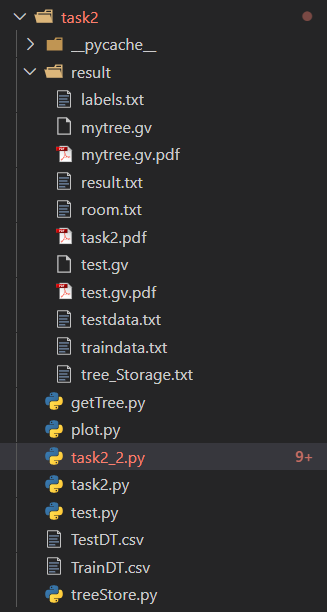 task2
__pycache__
result
labels.txt
mytree.gv
mytree.gv.pdf
result.txt
room.txt
task2.pdf
test.gv
test.gv.pdf
testdata.txt
traindata.txt
tree_Storage.txt
getTree.py
plot.py
task2_2.py 9+
task2.py
test.py
TestDT.csv
TrainDT.csv
treeStore.py